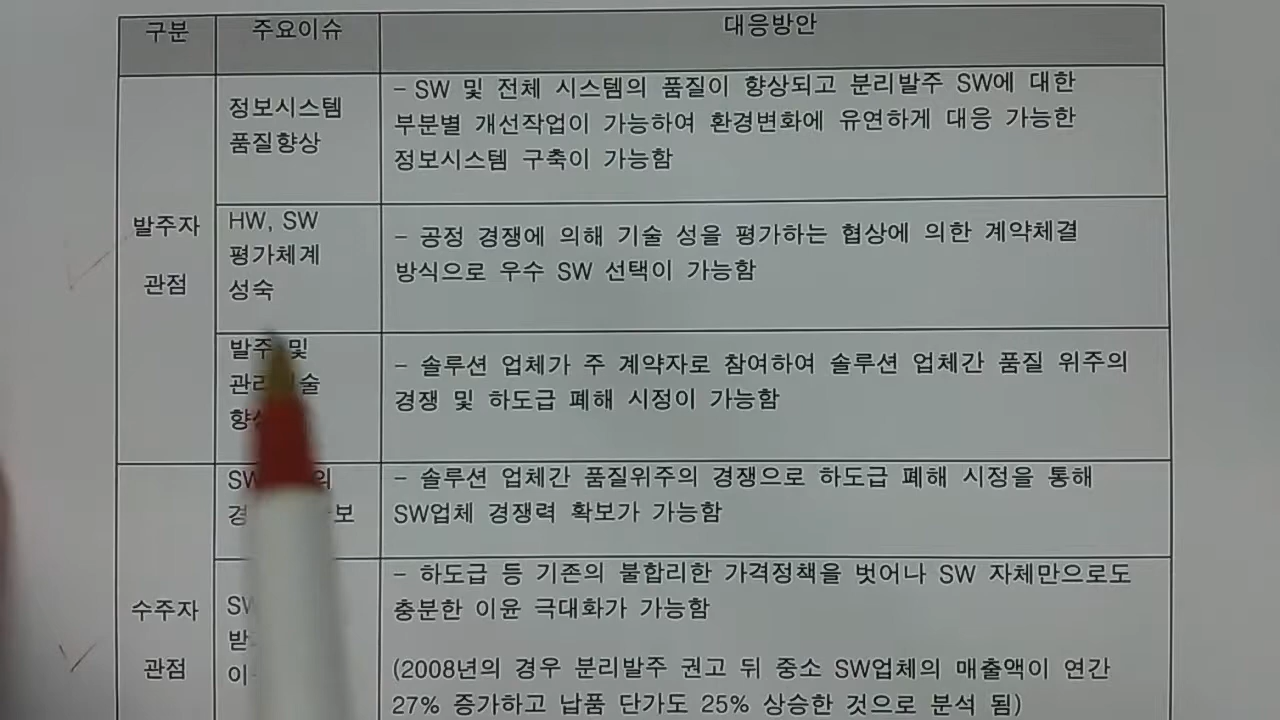 구분
주요이슈
대응방안
발주자
관점
정보시스템
품질향상
- SW 및 전체 시스템의 품질이 향상되고 분리발주 SW에 대한
부분별 개선작업이 가능하여 환경변화에 유연하게 대응 가능한
정보시스템 구축이 가능함
HW, SW
평가체계
성숙
- 공정 경쟁에 의해 기술 성을 평가하는 협상에 의한 계약체결
방식으로 우수 SW 선택이 가능함
발주 및
- 솔루션 업체가 주 계약자로 참여하여 솔루션 업체간 품질 위주의
경쟁 및 하도급 폐해 시정이 가능함
수주자
관점
- 솔루션 업체간 품질위주의 경쟁으로 하도급 폐해 시정을 통해
SW업체 경쟁력 확보가 가능함
- 하도급 등 기존의 불합리한 가격정책을 벗어나 SW 자체만으로도
충분한 이윤 극대화가 가능함
(2008년의 경우 분리발주 권고 뒤 중소 SW업체의 매출액이 연간
27% 증가하고 납품 단가도 25% 상승한 것으로 분석 됨)